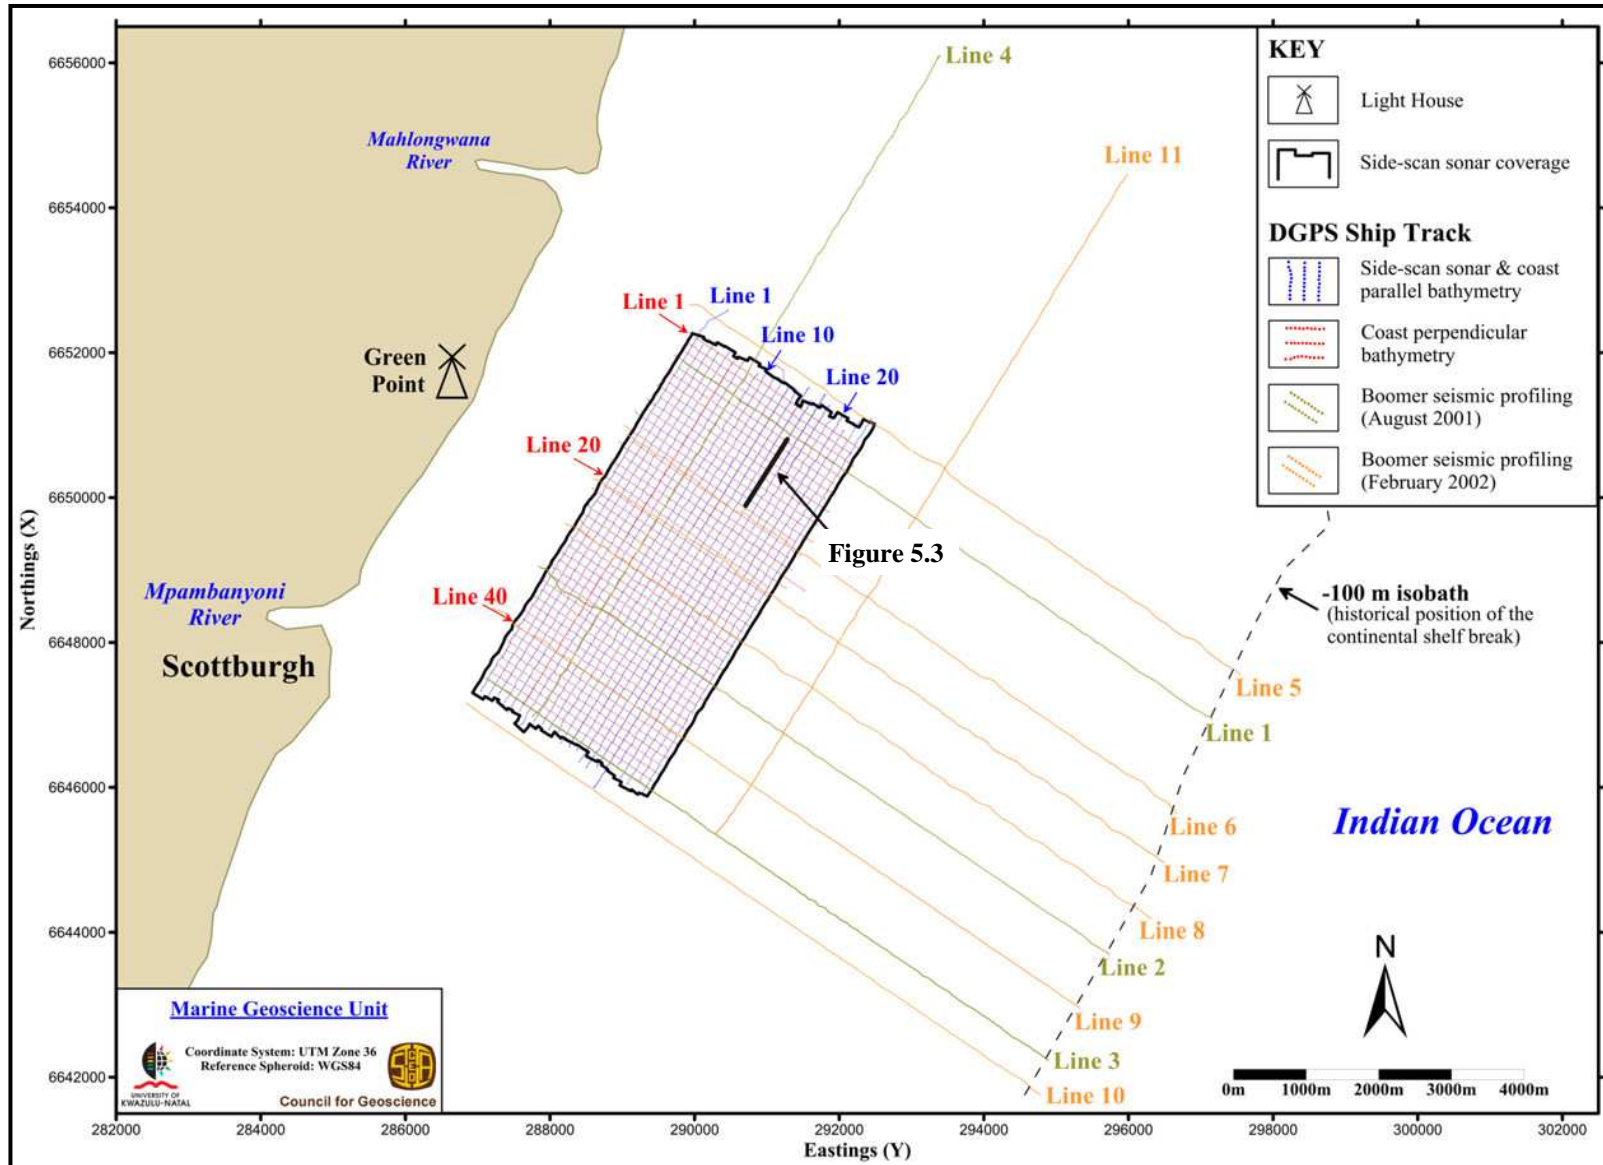 6656000
6654000
6652000
6650000
6648000
6646000
6644000
6642000
Northings (X)
282000
284000
286000
288000
290000
292000
294000
296000
298000
300000
302000
Eastings (Y)
Line 4
Line 11
Mahlongwana
River
Line 1
Line 1
Line 10
Line 20
Green
Point
Line 20
Figure 5.3
Mpambanyoni
River
Line 40
Scottburgh
-100 m isobath
(historical position of the
continental shelf break)
Line 5
Line 1
Line 6
Line 7
Line 8
Line 2
Line 9
Line 3
Line 10
Indian Ocean
KEY
Light House
Side-scan sonar coverage
DGPS Ship Track
Side-scan sonar & coast
parallel bathymetry
Coast perpendicular
bathymetry
Boomer seismic profiling
(August 2001)
Boomer seismic profiling
(February 2002)
N
0m 1000m 2000m 3000m 4000m
Marine Geoscience Unit
Coordinate System: UTM Zone 36
Reference Spheroid: WGS84
UNIVERSITY OF
KWAZULU-NATAL
Council for Geoscience